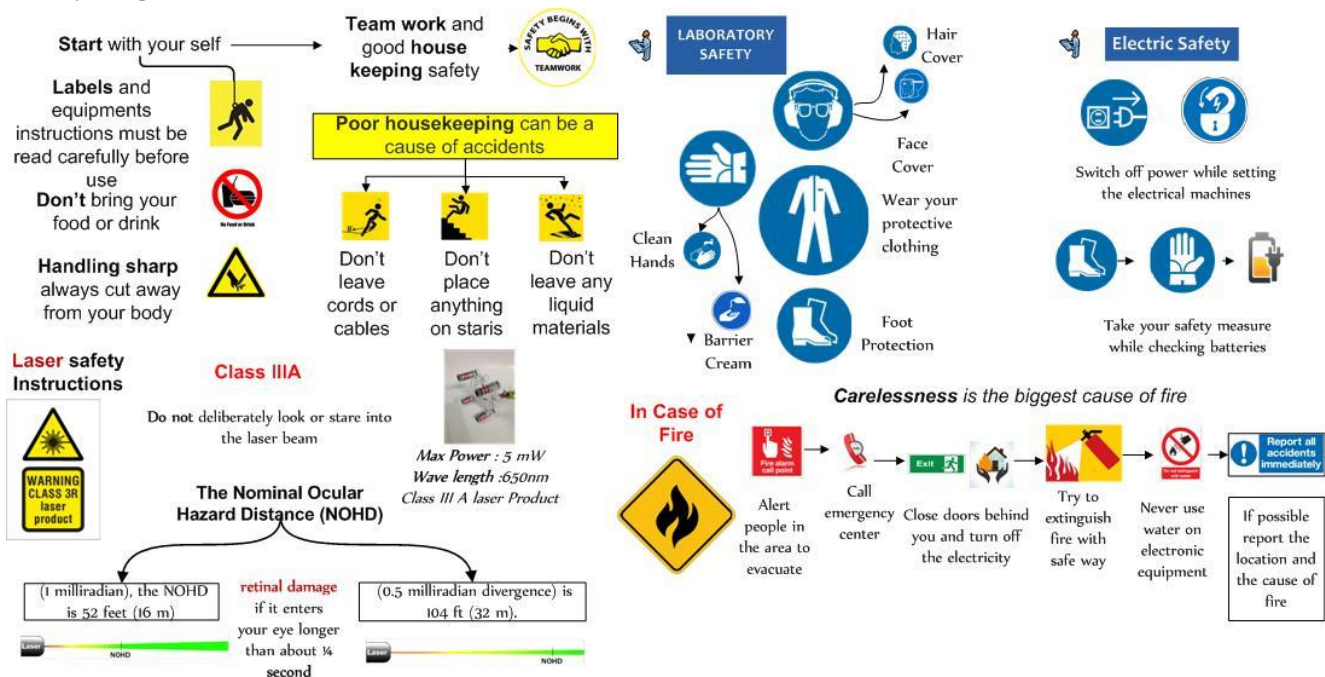 Start with your self
Team work and
good house
keeping safety
SAFETY BEGINS WITH
TEAMWORK
Labels and
equipments
instructions must be
read carefully before
use
Don't bring your
food or drink
No Food or Drink
Handling sharp
always cut away
from your body
Poor housekeeping can be a
cause of accidents
Don't
leave
cords or
cables
Don't
place
anything
on staris
Don't
leave any
liquid
materials
LABORATORY
SAFETY
Hair
Cover
Face
Cover
Wear your
protective
clothing
Clean
Hands
Barrier
Cream
Foot
Protection
Electric Safety
Switch off power while setting
the electrical machines
Take your safety measure
while checking batteries
Laser safety
Instructions
WARNING
CLASS 3R
laser
product
Class IIIA
Do not deliberately look or stare into
the laser beam
Max Power : 5 mW
Wave length :650nm
Class III A laser Product
The Nominal Ocular
Hazard Distance (NOHD)
(1 milliradian), the NOHD
is 52 feet (16 m)
Laser
NOHD
retinal damage
if it enters
your eye longer
than about ¼
second
(0.5 milliradian divergence) is
104 ft (32 m).
Laser
NOHD
Carelessness is the biggest cause of fire
In Case of
Fire
Fire alarm
call point
Alert
people in
the area to
evacuate
Call
emergency
center
Exit
Close doors behind
you and turn off
the electricity
Try to
extinguish
fire with
safe way
Do not extinguish
with water
Never use
water on
electronic
equipment
Report all
accidents
immediately
If possible
report the
location and
the cause of
fire